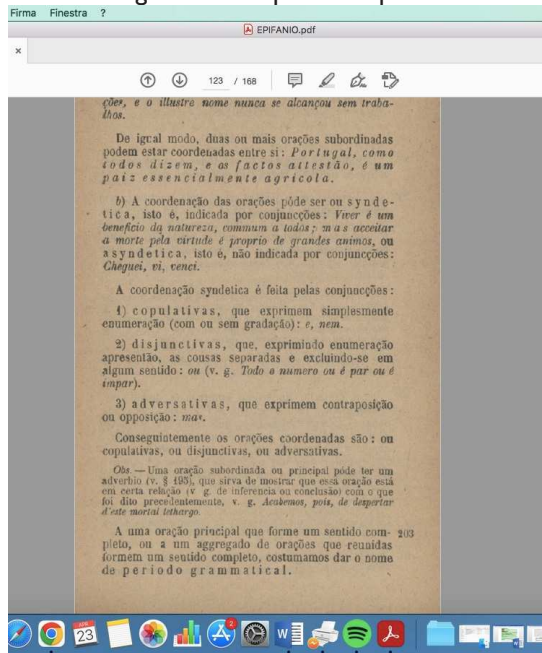 Firma Finestra ?
EPIFANIO.pdf
×
123 / 168
ções, e o illustre nome nunca se alcançou sem traba-
lhos.
De igual modo, duas ou mais orações subordinadas
podem estar coordenadas entre si: Portugal, como
todos dizem, e os factos attestão, é um
paiz essencialmente agricola.
b) A coordenação das orações póde ser ou synde-
tica, isto é, indicada por conjuncções: Viver é um
beneficio da natureza, commum a todos; mas acceitar
a morte pela virtude é proprio de grandes animos, ou
asyndetica, isto é, não indicada por conjuncções:
Cheguei, vi, venci.
A coordenação syndetica é feita pelas conjuncções:
1) copulativas, que exprimem simplesmente
enumeração (com ou sem gradação): e, nem.
2) disjunctivas, que, exprimindo enumeração
apresentão, as cousas separadas e excluindo-se em
algum sentido: ou (v. g. Todo o numero ou é par ou é
impar).
3) adversativas, que exprimem contraposição
ou opposição: mas.
Conseguintemente os orações coordenadas são: ou
copulativas, ou disjunctivas, ou adversativas.
Obs. — Uma oração subordinada ou principal póde ter um
adverbio (v. § 195), que sirva de mostrar que essa oração está
em certa relação (v g. de inferencia ou conclusão) com o que
foi dito precedentemente, v. g. Acabemos, pois, de despertar
d'este mortal lethargo.
A uma oração principal que forme um sentido com- 203
pleto, ou a um aggregado de orações que reunidas
formem um sentido completo, costumamos dar o nome
de periodo grammatical.
APR
23
2
W